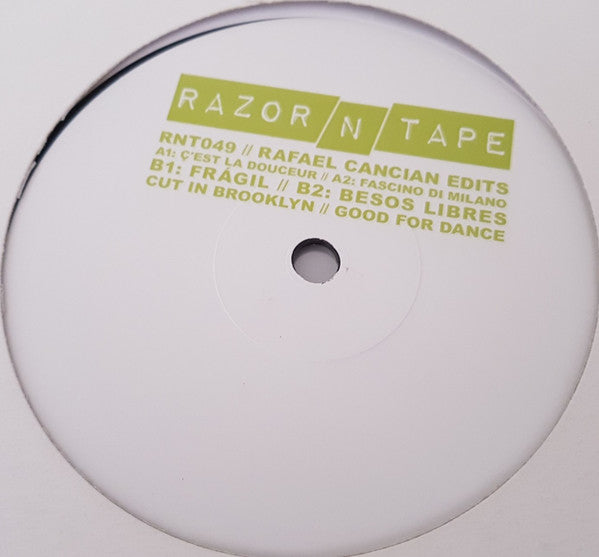 RAZOR/N/TAPE
RNT049 // RAFAEL CANCIAN EDITS
A1: Ç'EST LA DOUCEUR // A2: FASCINO DI MILANO
B1: FRÁGIL // B2: BESOS LIBRES
CUT IN BROOKLYN // GOOD FOR DANCE